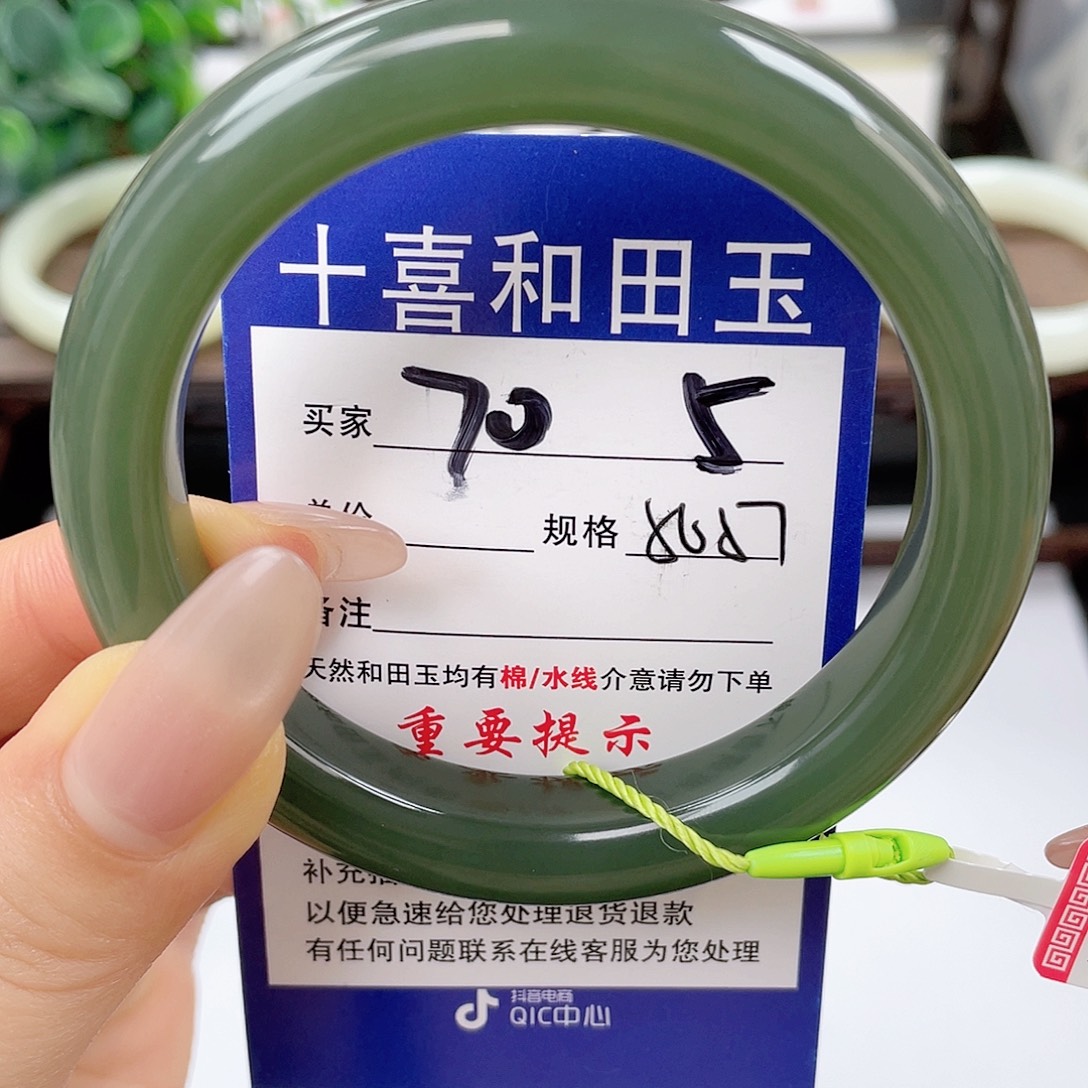 十喜和田玉
买家 70 5
规格
备注
天然和田玉均有棉/水线介意请勿下单
重要提示
补充
以便急速给您处理退货退款
有任何问题联系在线客服为您处理
抖音电商
QIC中心